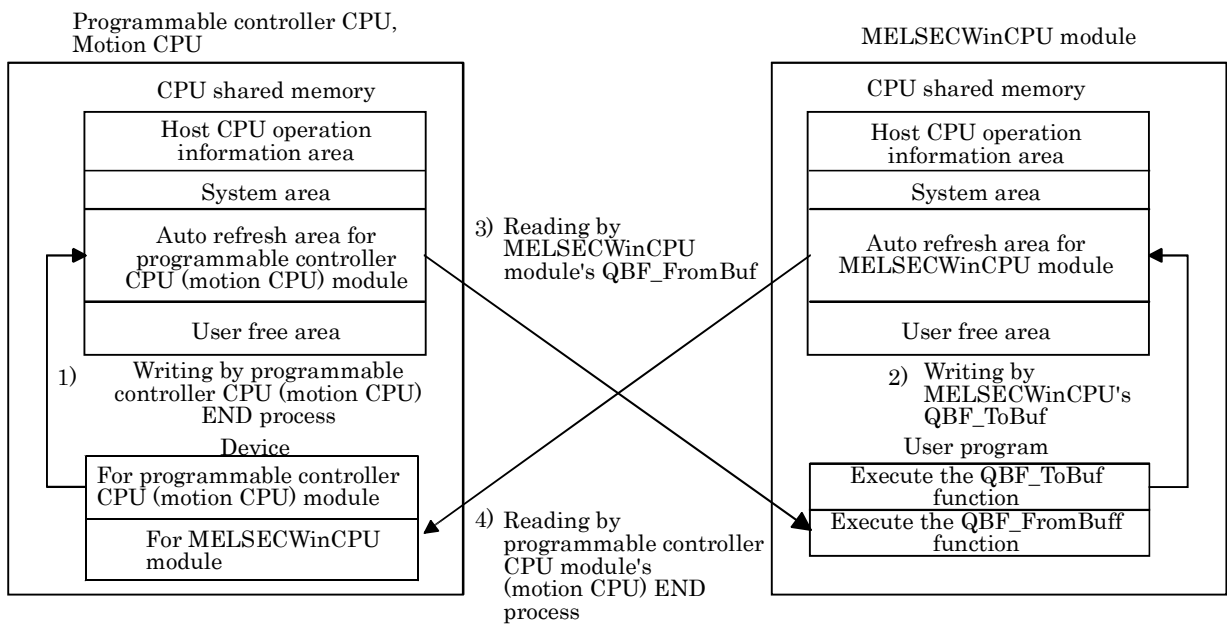 Programmable controller CPU,
Motion CPU
CPU shared memory
Host CPU operation
information area
System area
Auto refresh area for
programmable controller
CPU (motion CPU) module
User free area
1)
Writing by programmable
controller CPU (motion CPU)
END process
Device
For programmable controller
CPU (motion CPU) module
For MELSECWinCPU
module
3) Reading by
MELSECWinCPU
module's QBF_FromBuf
4) Reading by
programmable controller
CPU module's
(motion CPU) END
process
MELSECWinCPU module
CPU shared memory
Host CPU operation
information area
System area
Auto refresh area for
MELSECWinCPU module
User free area
2) Writing by
MELSECWinCPU's
QBF_ToBuf
User program
Execute the QBF_ToBuf
function
Execute the QBF_FromBuff
function